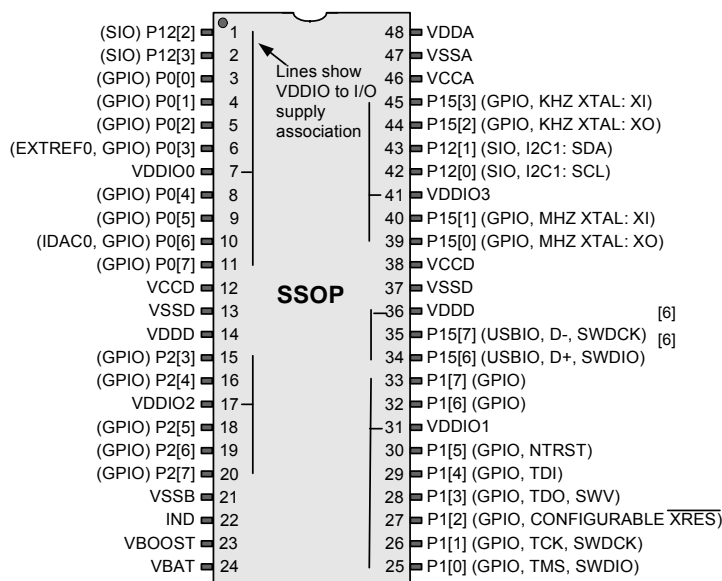 (SIO) P12[2] 1 48 VDDA
(SIO) P12[3] 2 47 VSSA
(GPIO) P0[0] 3 46 VCCA
Lines show
VDDIO to I/O
supply
association
(GPIO) P0[1] 4 45 P15[3] (GPIO, KHZ XTAL: XI)
(GPIO) P0[2] 5 44 P15[2] (GPIO, KHZ XTAL: XO)
(EXTREF0, GPIO) P0[3] 6 43 P12[1] (SIO, I2C1: SDA)
VDDIO0 7 42 P12[0] (SIO, I2C1: SCL)
(GPIO) P0[4] 8 41 VDDIO3
(GPIO) P0[5] 9 40 P15[1] (GPIO, MHZ XTAL: XI)
(IDAC0, GPIO) P0[6] 10 39 P15[0] (GPIO, MHZ XTAL: XO)
(GPIO) P0[7] 11 38 VCCD
VCCD 12 37 VSSD
SSOP
VSSD 13 36 VDDD [6]
VDDD 14 35 P15[7] (USBIO, D-, SWDCK) [6]
(GPIO) P2[3] 15 34 P15[6] (USBIO, D+, SWDIO)
(GPIO) P2[4] 16 33 P1[7] (GPIO)
VDDIO2 17 32 P1[6] (GPIO)
(GPIO) P2[5] 18 31 VDDIO1
(GPIO) P2[6] 19 30 P1[5] (GPIO, NTRST)
(GPIO) P2[7] 20 29 P1[4] (GPIO, TDI)
VSSB 21 28 P1[3] (GPIO, TDO, SWV)
IND 22 27 P1[2] (GPIO, CONFIGURABLE XRES)
VBOOST 23 26 P1[1] (GPIO, TCK, SWDCK)
VBAT 24 25 P1[0] (GPIO, TMS, SWDIO)